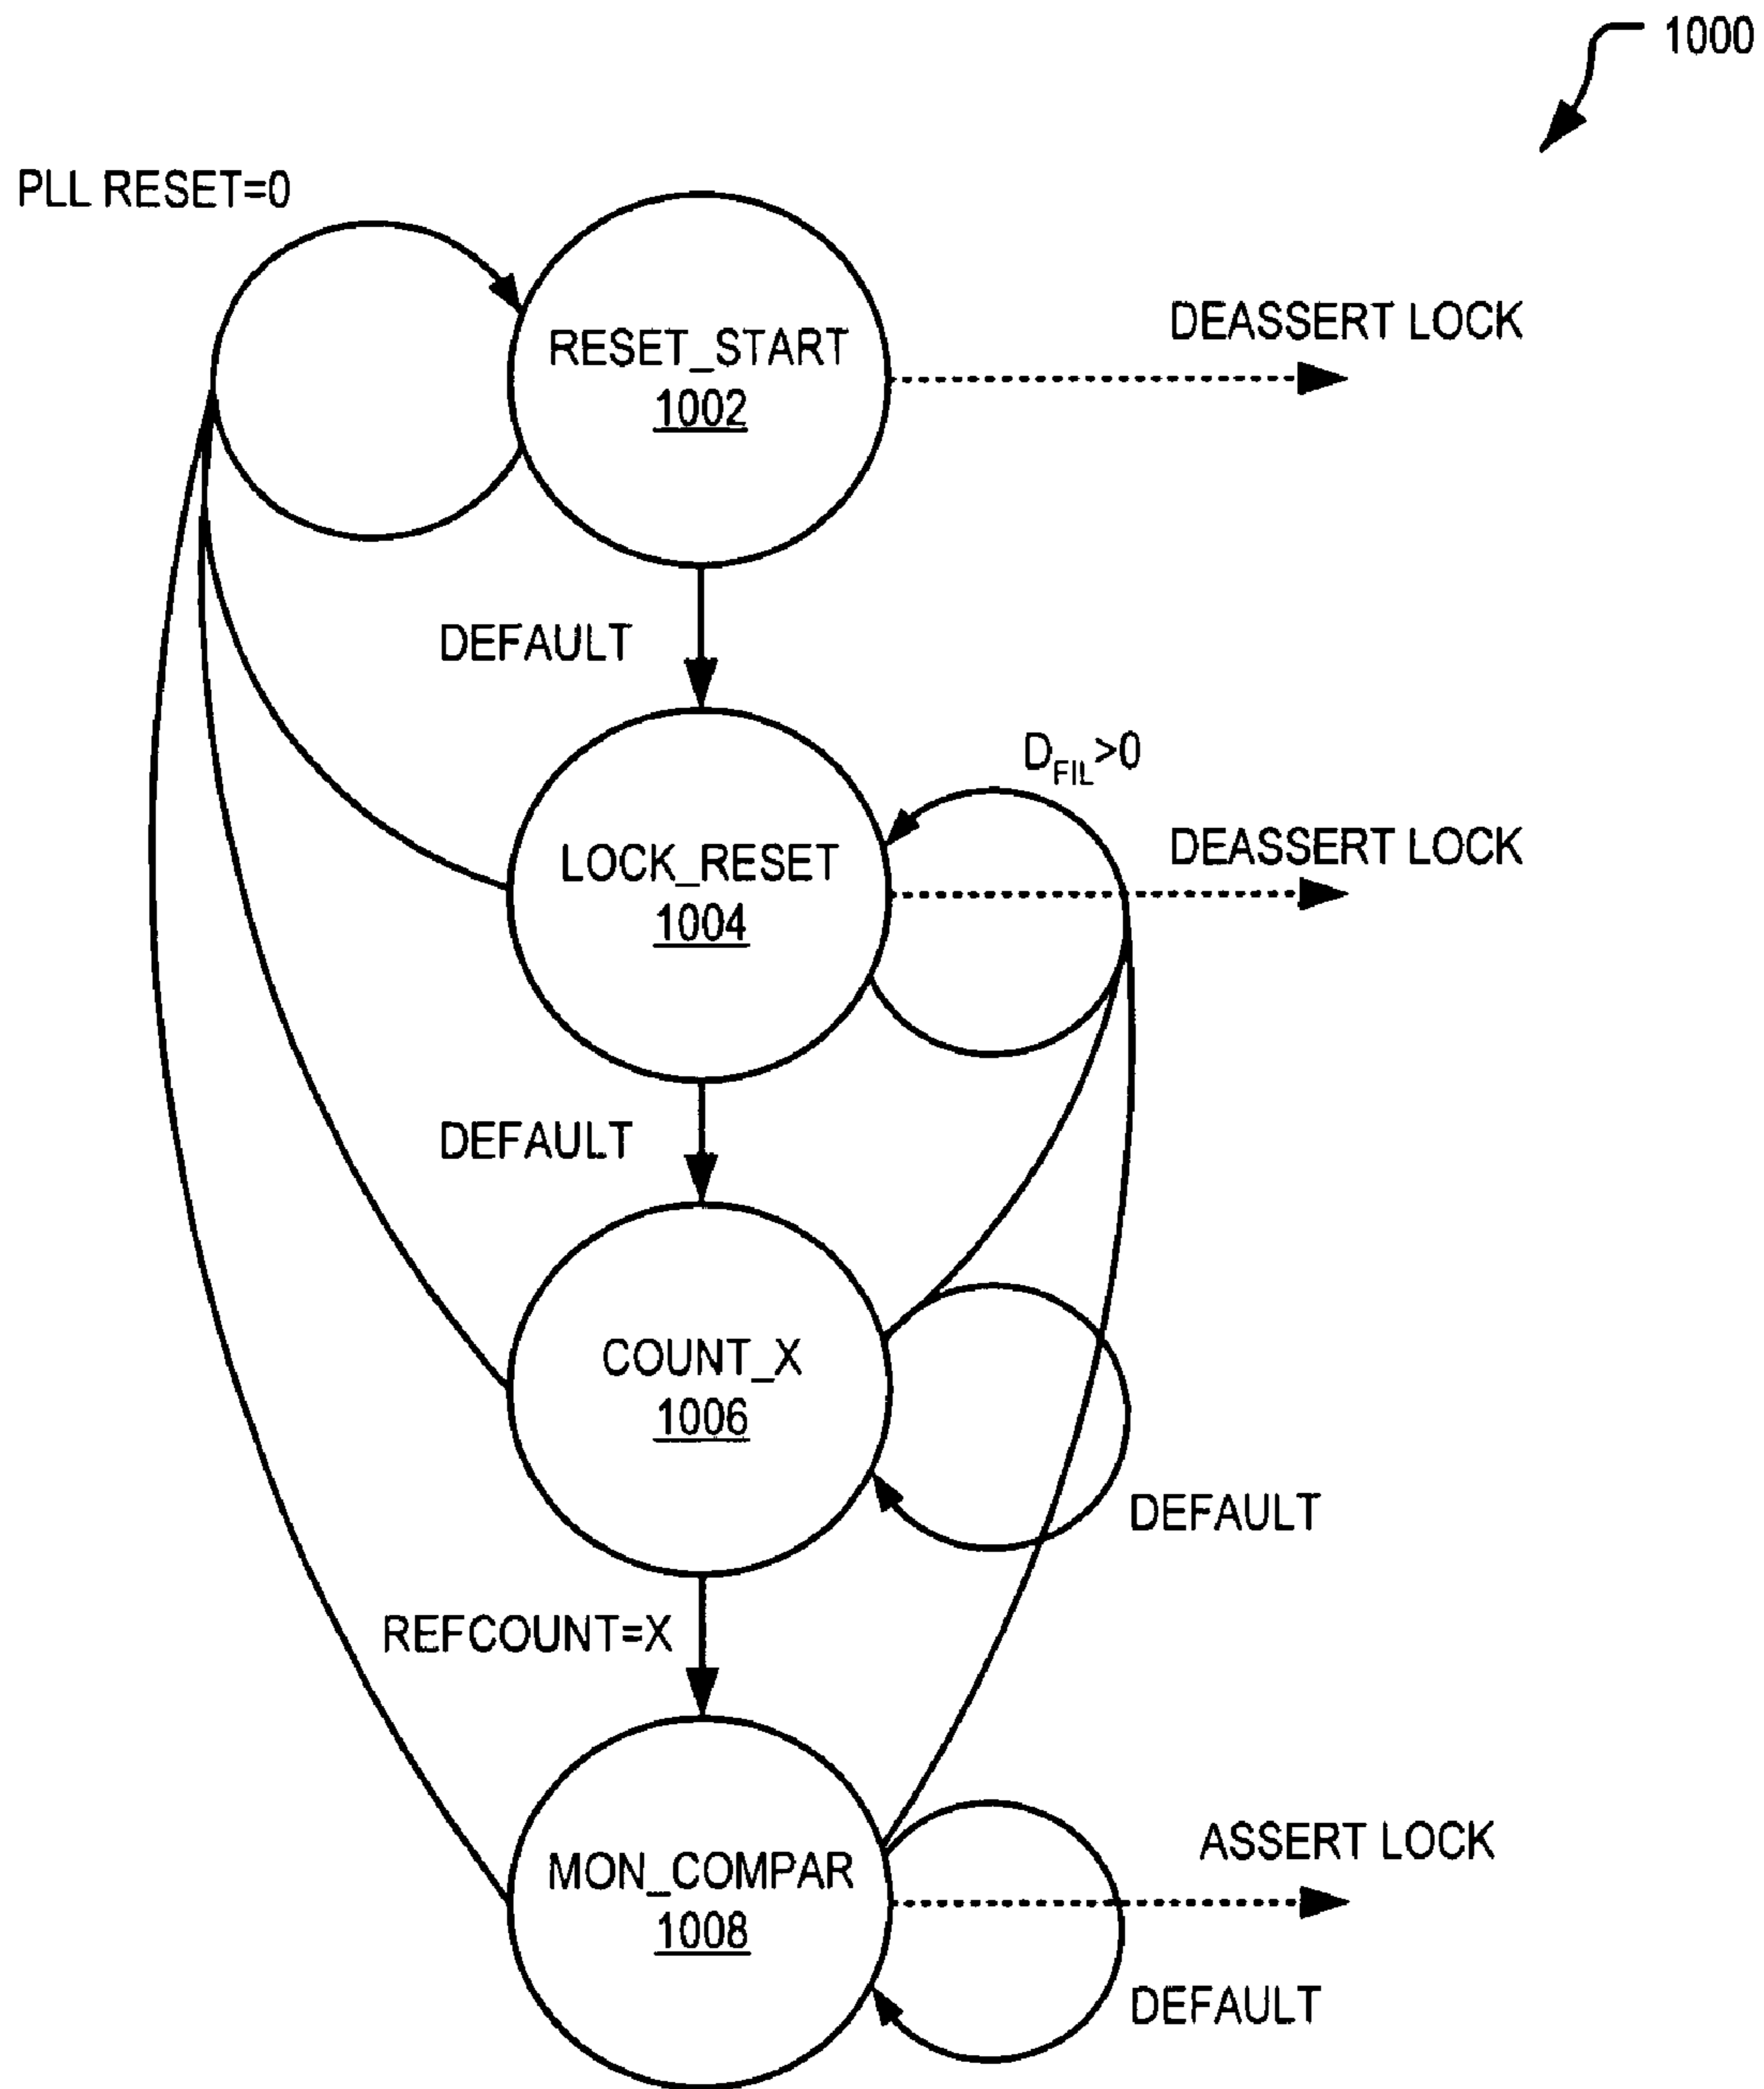 1000
PLL RESET=0
RESET_START
1002
DEASSERT LOCK
DEFAULT
D_FIL>0
LOCK_RESET
1004
DEASSERT LOCK
DEFAULT
COUNT_X
1006
DEFAULT
REFCOUNT=X
MON_COMPAR
1008
ASSERT LOCK
DEFAULT